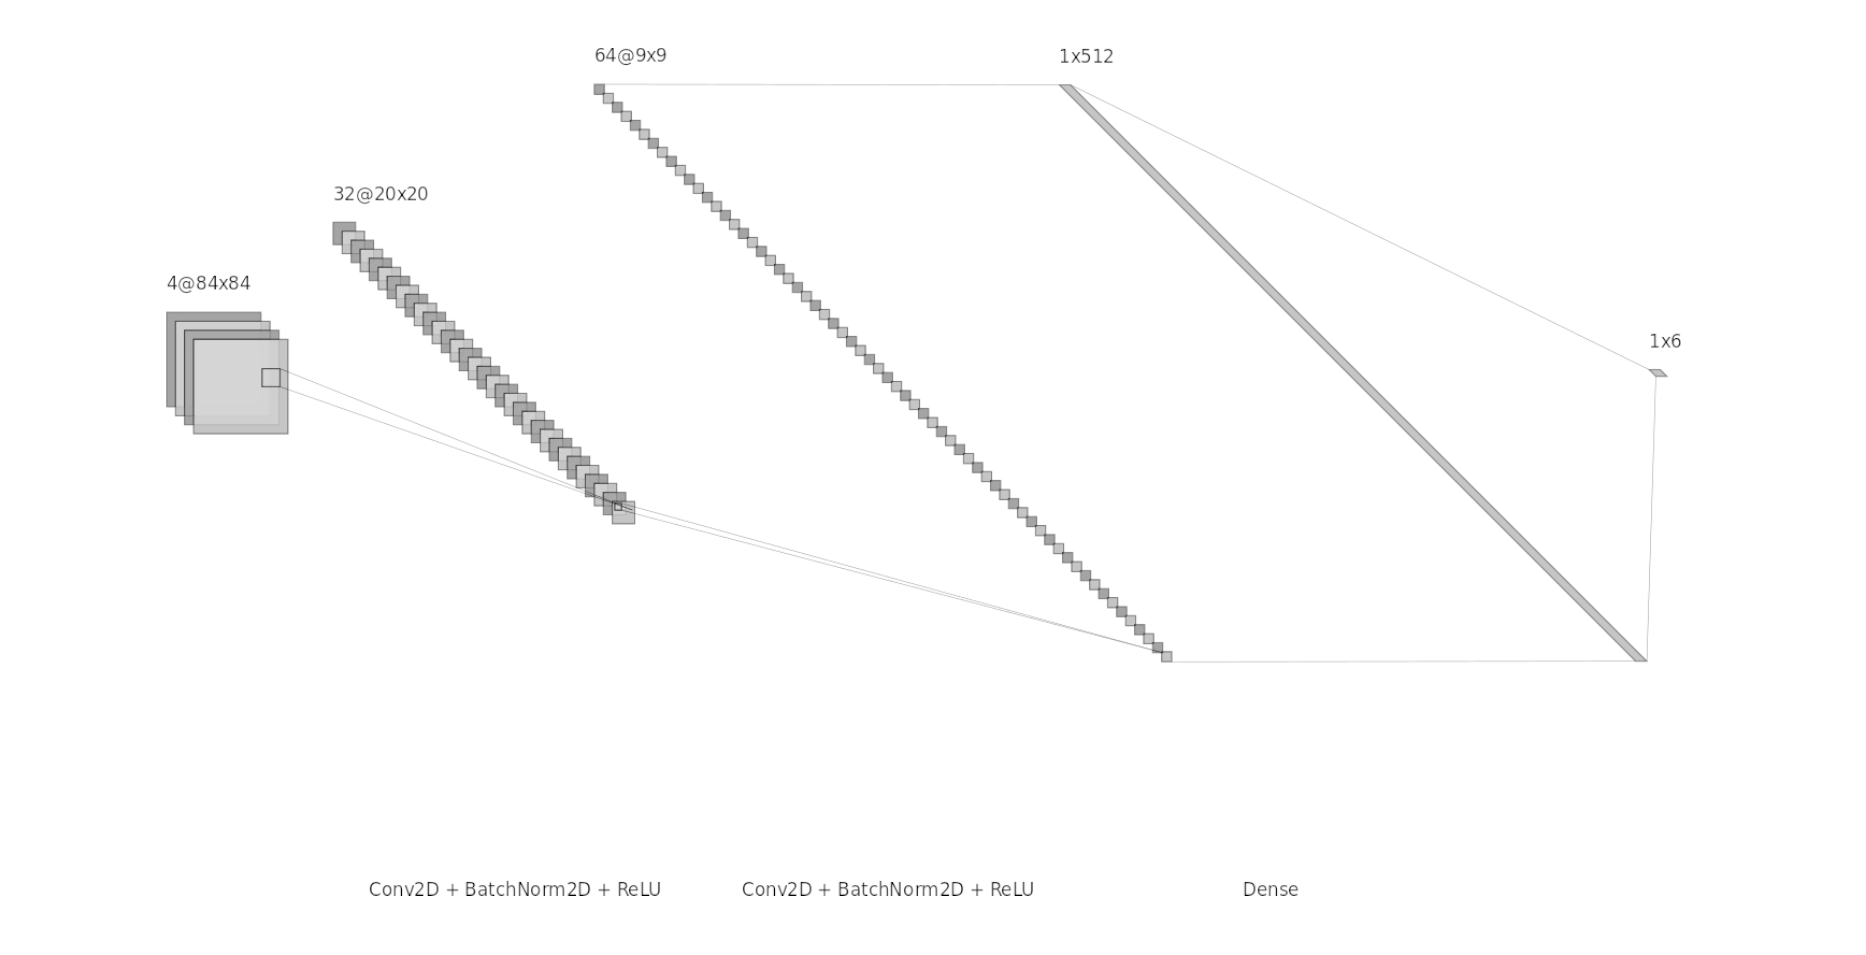 64@9x9
1x512
32@20x20
4@84x84
1x6
Conv2D + BatchNorm2D + ReLU
Conv2D + BatchNorm2D + ReLU
Dense